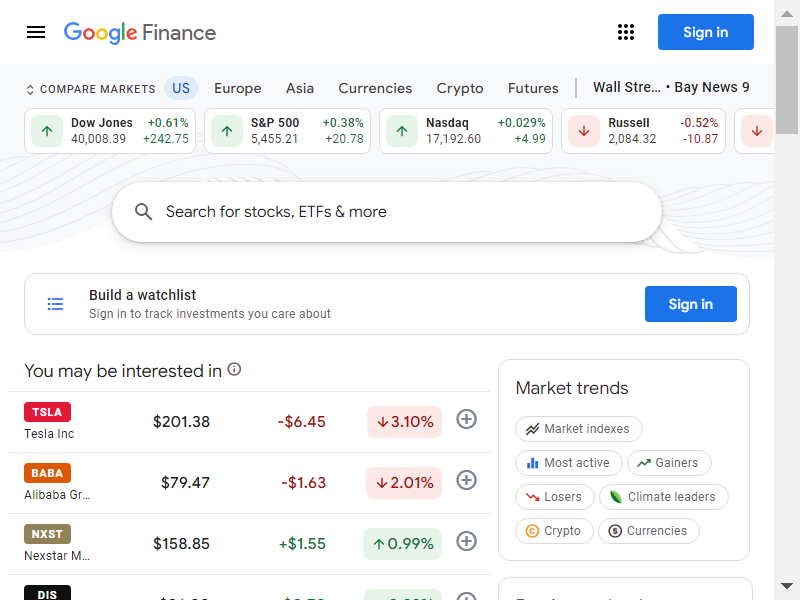 Google Finance
Sign in
COMPARE MARKETS US Europe Asia Currencies Crypto Futures Wall Stre... • Bay News 9
Dow Jones +0.61%
40,008.39 +242.75
S&P 500 +0.38%
5,455.21 +20.78
Nasdaq +0.029%
17,192.60 +4.99
Russell -0.52%
2,084.32 -10.87
Search for stocks, ETFs & more
Build a watchlist
Sign in to track investments you care about
Sign in
You may be interested in
TSLA
Tesla Inc
$201.38 -$6.45 3.10%
BABA
Alibaba Gr...
$79.47 -$1.63 2.01%
NXST
Nexstar M...
$158.85 +$1.55 0.99%
DIS
Market trends
Market indexes
Most active Gainers
Losers Climate leaders
Crypto Currencies